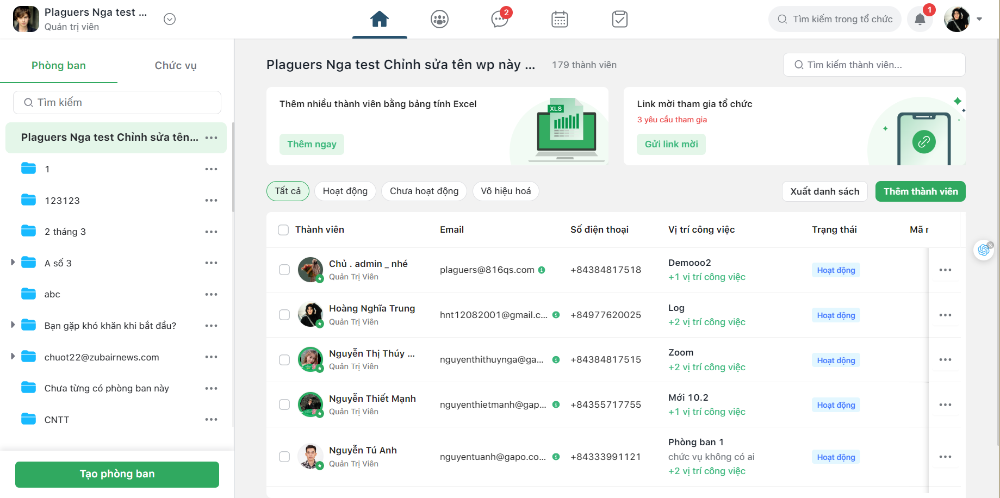 Plaguers Nga test ...
Quản trị viên
2
Tìm kiếm trong tổ chức
1
Phòng ban
Chức vụ
Tìm kiếm
Plaguers Nga test Chỉnh sửa tên...
1
123123
2 tháng 3
A số 3
abc
Bạn gặp khó khăn khi bắt đầu?
chuot22@zubairnews.com
Chưa từng có phòng ban này
CNTT
Tạo phòng ban
Plaguers Nga test Chỉnh sửa tên wp này ...
179 thành viên
Tìm kiếm thành viên...
Thêm nhiều thành viên bằng bảng tính Excel
XLS
Thêm ngay
Link mời tham gia tổ chức
3 yêu cầu tham gia
Gửi link mời
Tất cả
Hoạt động
Chưa hoạt động
Vô hiệu hoá
Xuất danh sách
Thêm thành viên
Thành viên
Email
Số điện thoại
Vị trí công việc
Trạng thái
Mã
Chủ . admin _ nhé
Quản Trị Viên
plaguers@816qs.com
+84384817518
Demooo2
+1 vị trí công việc
Hoạt động
Hoàng Nghĩa Trung
Quản Trị Viên
hnt12082001@gmail.c...
+84977620025
Log
+2 vị trí công việc
Hoạt động
Nguyễn Thị Thúy ...
Quản Trị Viên
nguyenthithuynga@ga...
+84384817515
Zoom
+2 vị trí công việc
Hoạt động
Nguyễn Thiết Mạnh
Quản Trị Viên
nguyenthietmanh@gap...
+84355717755
Mới 10.2
+1 vị trí công việc
Hoạt động
Nguyễn Tú Anh
Quản Trị Viên
nguyentuanh@gapo.co...
+84333991121
Phòng ban 1
chức vụ không có ai
+2 vị trí công việc
Hoạt động